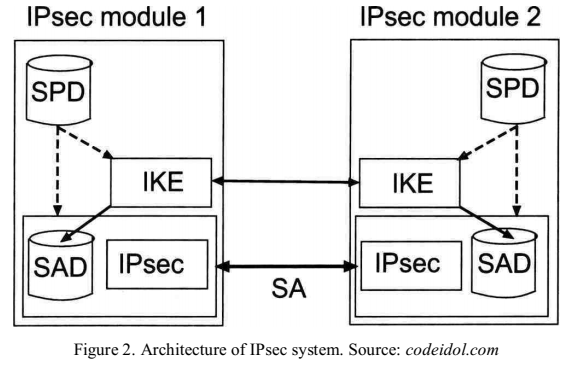 IPsec module 1
IPsec module 2
SPD
SPD
IKE
IKE
SAD
IPsec
SA
IPsec
SAD
Figure 2. Architecture of IPsec system. Source: codeidol.com